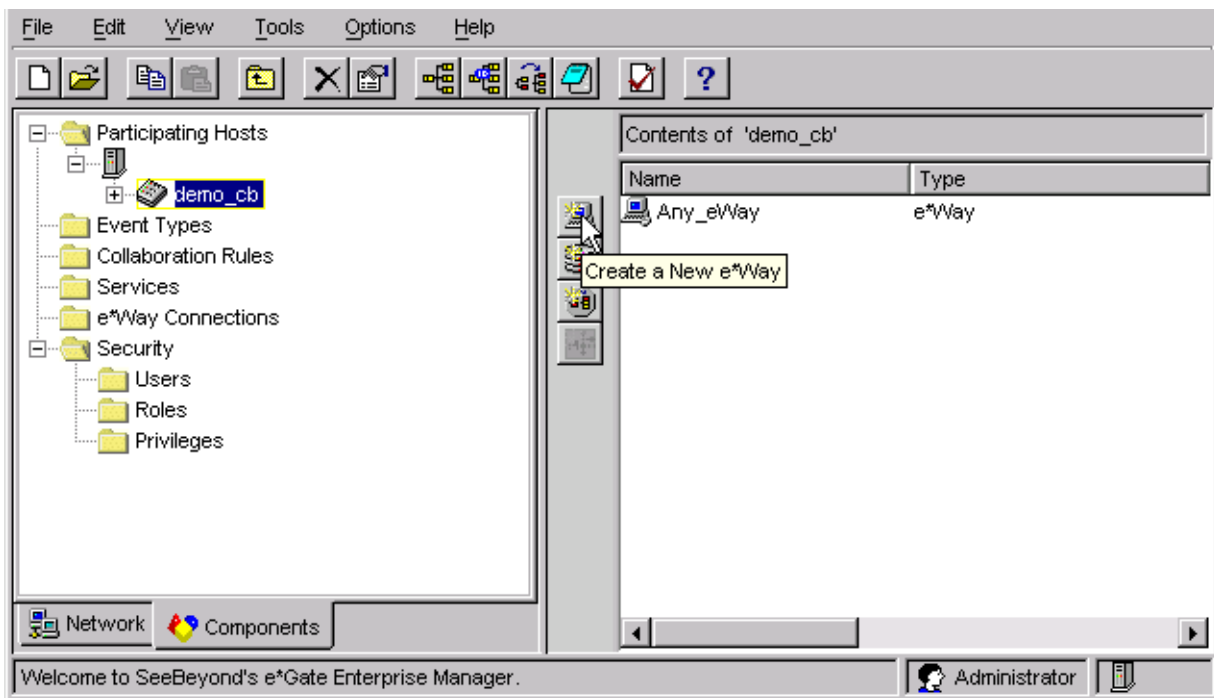 File Edit View Tools Options Help
?
Participating Hosts
demo_cb
Event Types
Collaboration Rules
Services
e*Way Connections
Security
Users
Roles
Privileges
Network Components
Contents of 'demo_cb'
Name Type
Any_eWay e*Way
Create a New e*Way
Welcome to SeeBeyond's e*Gate Enterprise Manager. Administrator